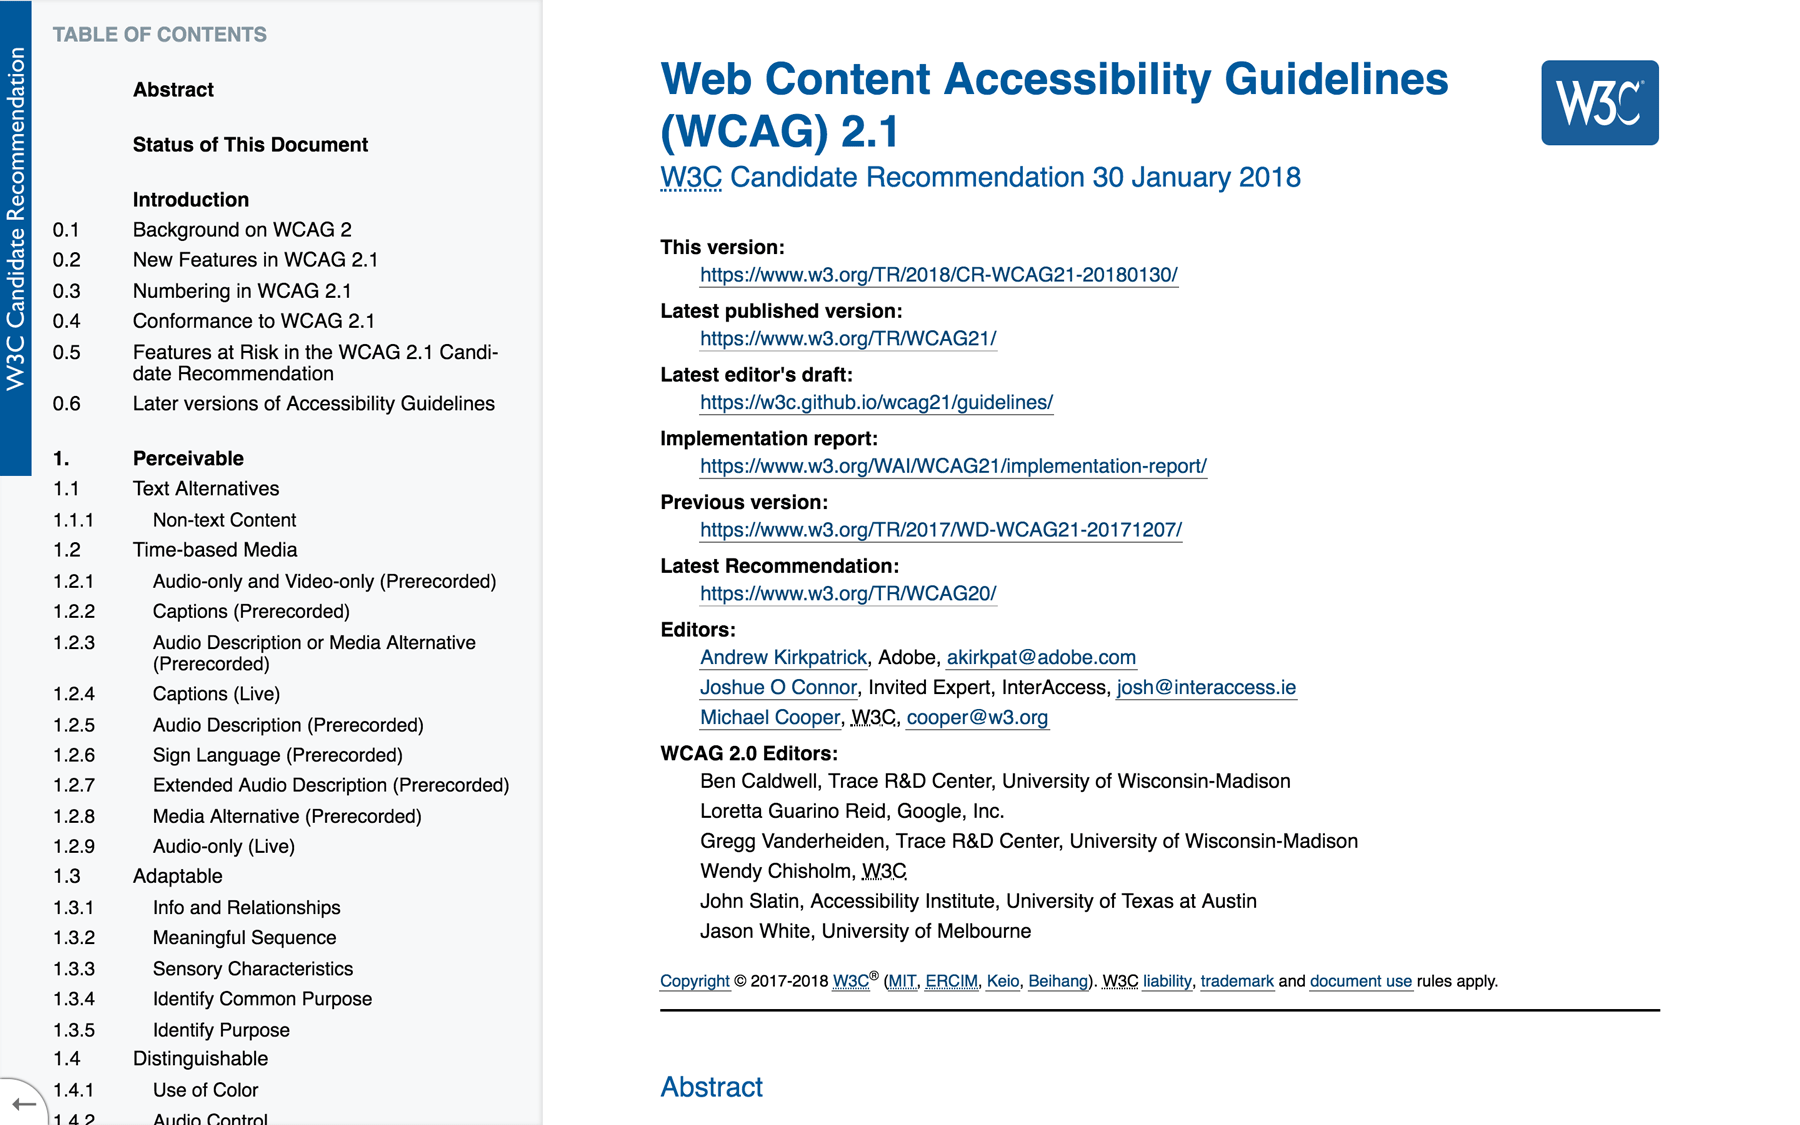 W3C Candidate Recommendation
TABLE OF CONTENTS
Abstract
Status of This Document
Introduction
0.1 Background on WCAG 2
0.2 New Features in WCAG 2.1
0.3 Numbering in WCAG 2.1
0.4 Conformance to WCAG 2.1
0.5 Features at Risk in the WCAG 2.1 Candi-
date Recommendation
0.6 Later versions of Accessibility Guidelines
1. Perceivable
1.1 Text Alternatives
1.1.1 Non-text Content
1.2 Time-based Media
1.2.1 Audio-only and Video-only (Prerecorded)
1.2.2 Captions (Prerecorded)
1.2.3 Audio Description or Media Alternative
(Prerecorded)
1.2.4 Captions (Live)
1.2.5 Audio Description (Prerecorded)
1.2.6 Sign Language (Prerecorded)
1.2.7 Extended Audio Description (Prerecorded)
1.2.8 Media Alternative (Prerecorded)
1.2.9 Audio-only (Live)
1.3 Adaptable
1.3.1 Info and Relationships
1.3.2 Meaningful Sequence
1.3.3 Sensory Characteristics
1.3.4 Identify Common Purpose
1.3.5 Identify Purpose
1.4 Distinguishable
1.4.1 Use of Color
1.4.2 Audio Control
Web Content Accessibility Guidelines
(WCAG) 2.1
W3C®
W3C Candidate Recommendation 30 January 2018
This version:
https://www.w3.org/TR/2018/CR-WCAG21-20180130/
Latest published version:
https://www.w3.org/TR/WCAG21/
Latest editor's draft:
https://w3c.github.io/wcag21/guidelines/
Implementation report:
https://www.w3.org/WAI/WCAG21/implementation-report/
Previous version:
https://www.w3.org/TR/2017/WD-WCAG21-20171207/
Latest Recommendation:
https://www.w3.org/TR/WCAG20/
Editors:
Andrew Kirkpatrick, Adobe, akirkpat@adobe.com
Joshue O Connor, Invited Expert, InterAccess, josh@interaccess.ie
Michael Cooper, W3C, cooper@w3.org
WCAG 2.0 Editors:
Ben Caldwell, Trace R&D Center, University of Wisconsin-Madison
Loretta Guarino Reid, Google, Inc.
Gregg Vanderheiden, Trace R&D Center, University of Wisconsin-Madison
Wendy Chisholm, W3C
John Slatin, Accessibility Institute, University of Texas at Austin
Jason White, University of Melbourne
Copyright © 2017-2018 W3C® (MIT, ERCIM, Keio, Beihang). W3C liability, trademark and document use rules apply.
Abstract